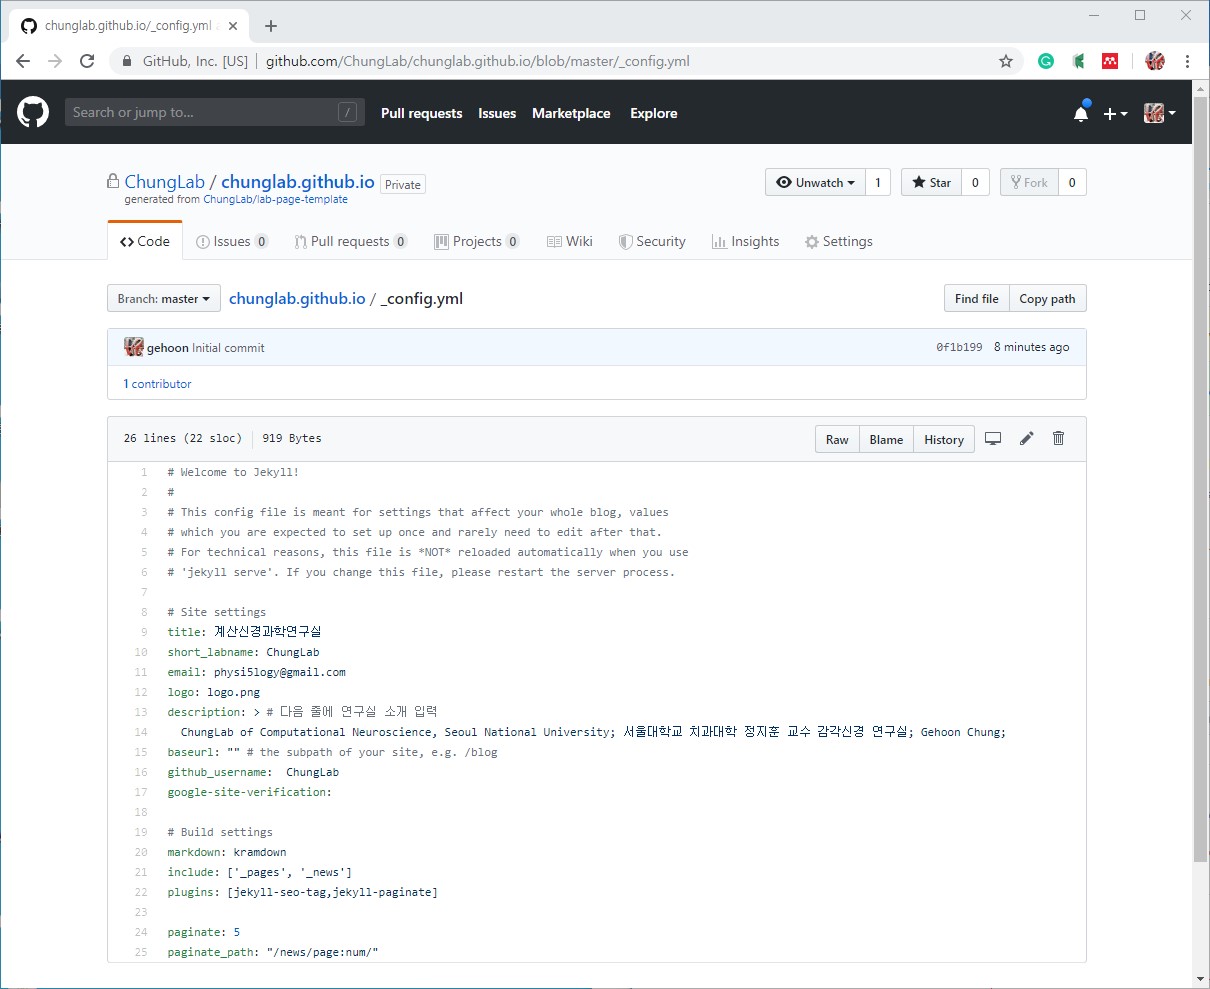 chunglab.github.io/_config.yml
GitHub, Inc. [US] | github.com/ChungLab/chunglab.github.io/blob/master/_config.yml
Search or jump to... /
Pull requests Issues Marketplace Explore
ChungLab / chunglab.github.io Private
Unwatch 1 Star 0 Fork 0
generated from ChungLab/lab-page-template
Code Issues 0 Pull requests 0 Projects 0 Wiki Security Insights Settings
Branch: master chunglab.github.io / _config.yml Find file Copy path
gehoon Initial commit 0f1b199 8 minutes ago
1 contributor
26 lines (22 sloc) 919 Bytes Raw Blame History
1 # Welcome to Jekyll!
2 #
3 # This config file is meant for settings that affect your whole blog, values
4 # which you are expected to set up once and rarely need to edit after that.
5 # For technical reasons, this file is *NOT* reloaded automatically when you use
6 # 'jekyll serve'. If you change this file, please restart the server process.
7
8 # Site settings
9 title: 계산신경과학연구실
10 short_labname: ChungLab
11 email: physi5logy@gmail.com
12 logo: logo.png
13 description: > # 다음 줄에 연구실 소개 입력
14 ChungLab of Computational Neuroscience, Seoul National University; 서울대학교 치과대학 정지훈 교수 감각신경 연구실; Gehoon Chung;
15 baseurl: "" # the subpath of your site, e.g. /blog
16 github_username:  ChungLab
17 google-site-verification:
18
19 # Build settings
20 markdown: kramdown
21 include: ['_pages', '_news']
22 plugins: [jekyll-seo-tag,jekyll-paginate]
23
24 paginate: 5
25 paginate_path: "/news/page:num/"